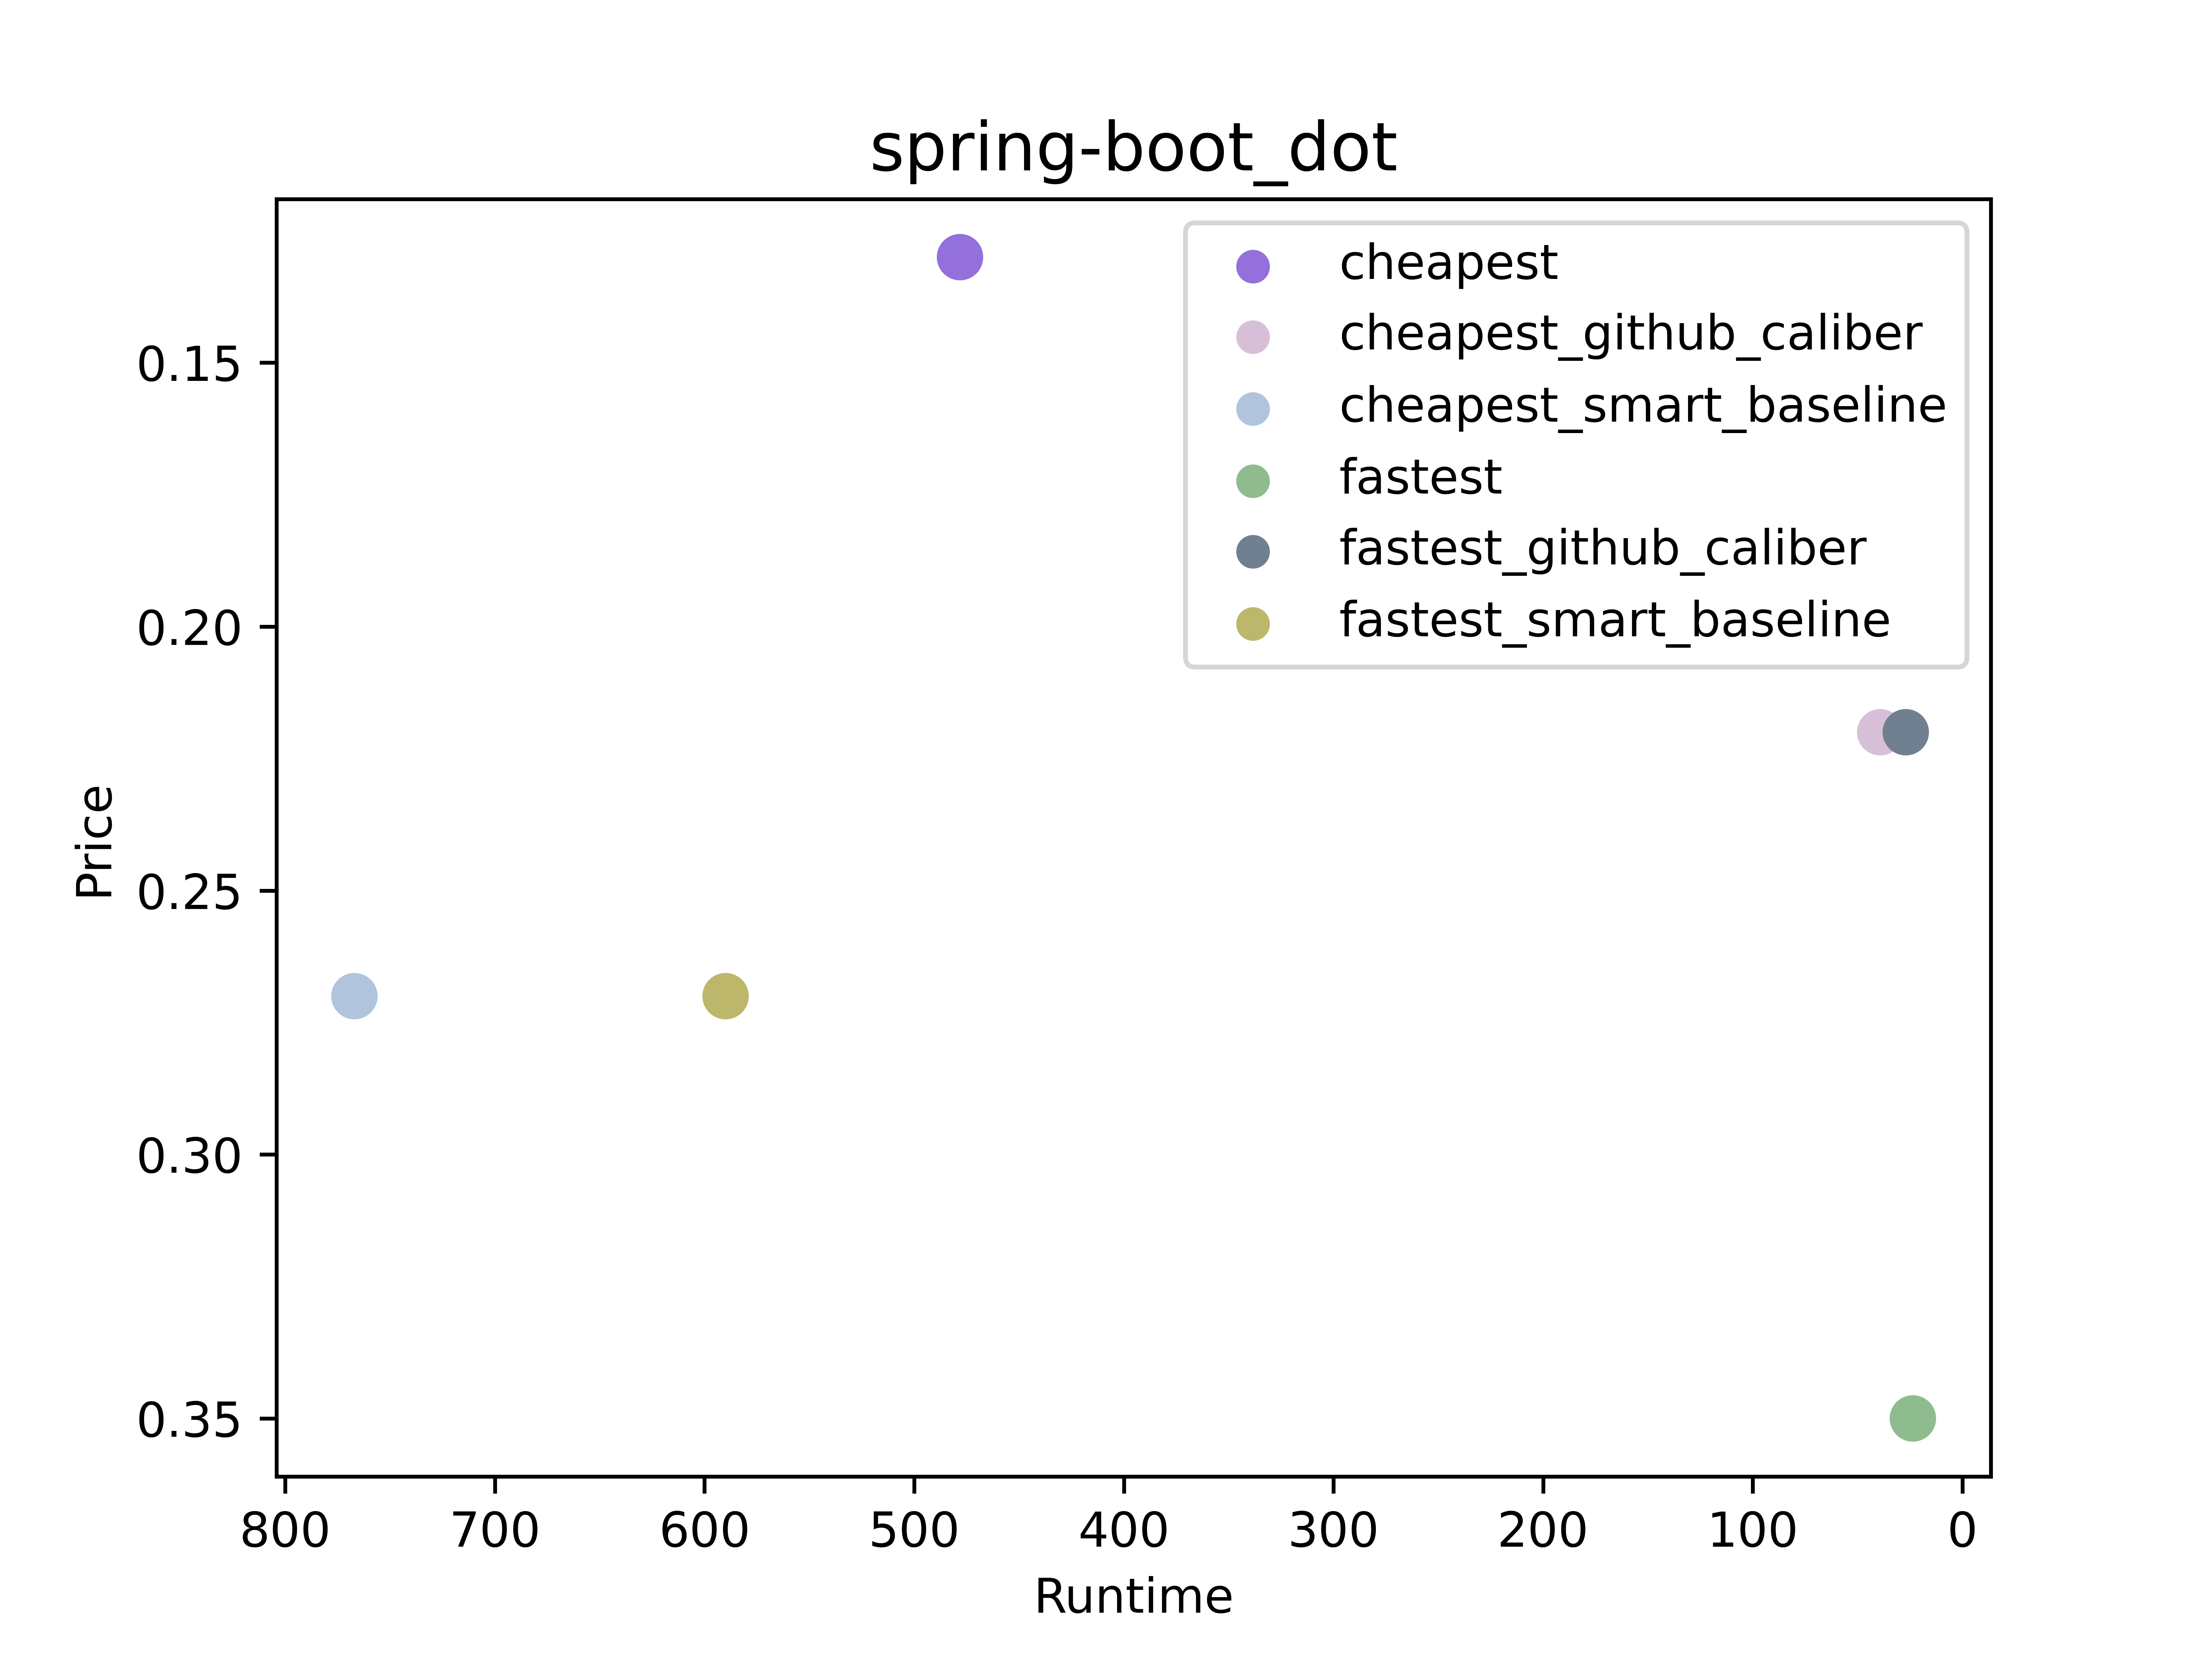 spring-boot_dot
cheapest
cheapest_github_caliber
cheapest_smart_baseline
fastest
fastest_github_caliber
fastest_smart_baseline
0.15
0.20
0.25
0.30
0.35
Price
800 700 600 500 400 300 200 100 0
Runtime